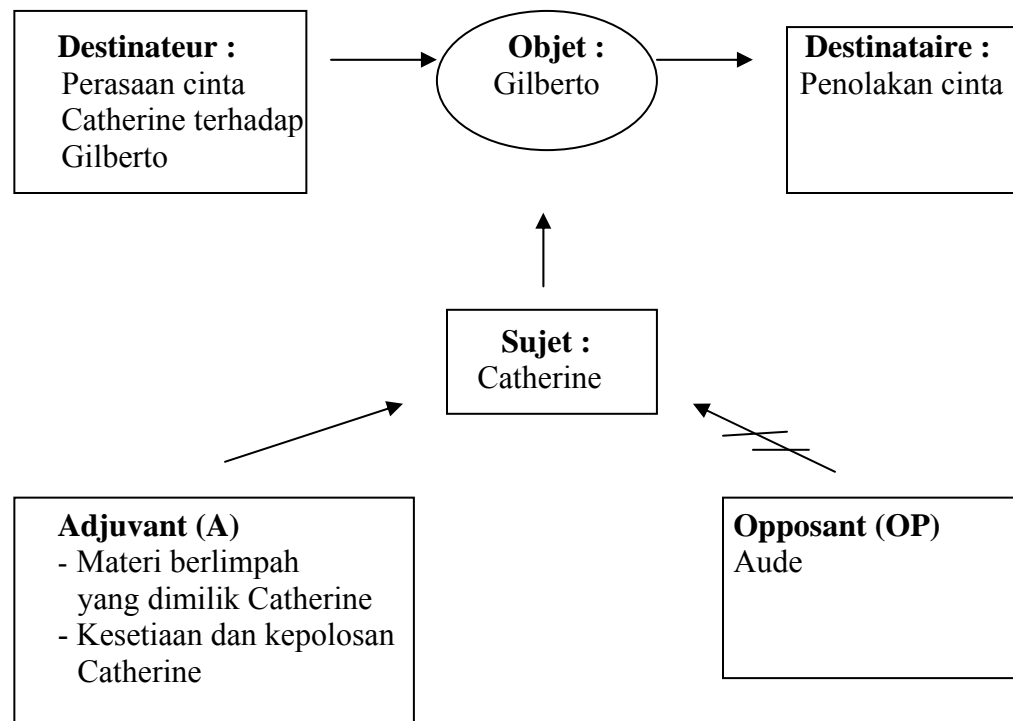 Destinateur :
Perasaan cinta
Catherine terhadap
Gilberto
Objet :
Gilberto
Destinataire :
Penolakan cinta
Sujet :
Catherine
Adjuvant (A)
- Materi berlimpah
yang dimilik Catherine
- Kesetiaan dan kepolosan
Catherine
Opposant (OP)
Aude